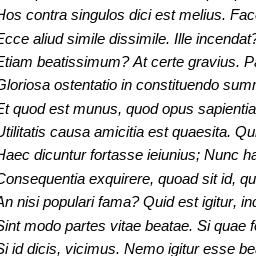 Hos contra singulos dici est melius. Fac
Ecce aliud simile dissimile. Ille incendat?
Etiam beatissimum? At certe gravius. Pa
Gloriosa ostentatio in constituendo sum
Et quod est munus, quod opus sapientia
Utilitatis causa amicitia est quaesita. Qu
Haec dicuntur fortasse ieiunius; Nunc ha
Consequentia exquirere, quoad sit id, qu
An nisi populari fama? Quid est igitur, in
Sint modo partes vitae beatae. Si quae f
Si id dicis, vicimus. Nemo igitur esse be